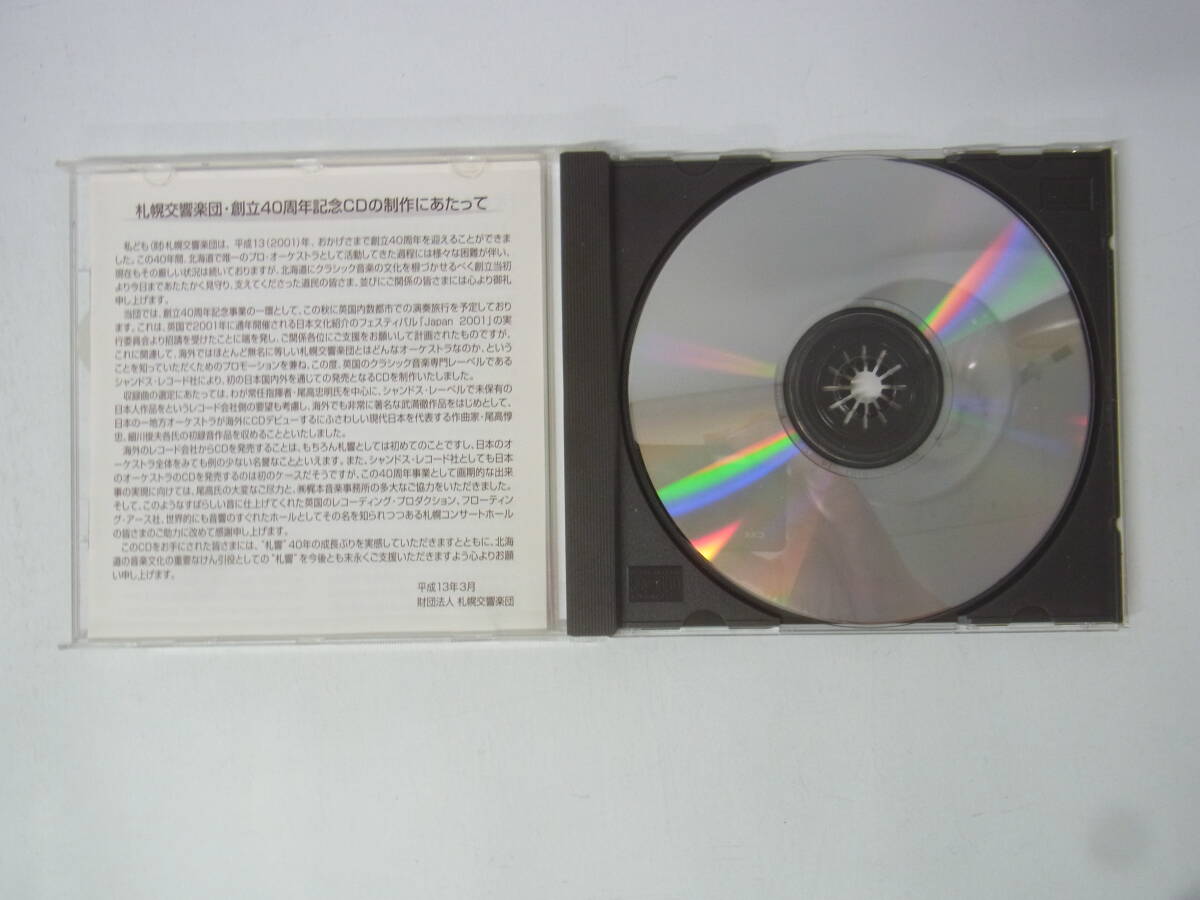 札幌交響楽団・創立40周年記念CDの制作にあたって
私ども(財)札幌交響楽団は、平成13(2001)年、おかげさまで創立40周年を迎えることができま
した。この40年間、北海道で唯一のプロ・オーケストラとして活動してきた過程には様々な困難が伴い、
現在もその厳しい状況は続いておりますが、北海道にクラシック音楽の文化を根づかせるべく創立当初
より今日まであたたかく見守り、支えてくださった道民の皆さま、並びにご関係の皆さまには心より御礼
申し上げます。
当団では、創立40周年記念事業の一環として、この秋に英国内数都市での演奏旅行を予定しており
ます。これは、英国で2001年に通年開催される日本文化紹介のフェスティバル「Japan 2001」の実
行委員会より招請を受けたことに端を発し、ご関係各位にご支援をお願いして計画されたものですが、
これに関連して、海外ではほとんど無名に等しい札幌交響楽団とはどんなオーケストラなのか、という
ことを知っていただくためのプロモーションを兼ね、この度、英国のクラシック音楽専門レーベルである
シャンドス・レコード社により、初の日本国内外を通じての発売となるCDを制作いたしました。
収録曲の選定にあたっては、わが常任指揮者・尾高忠明氏を中心に、シャンドス・レーベルで未保有の
日本人作品をというレコード会社側の要望も考慮し、海外でも非常に著名な武満徹作品をはじめとして、
日本の一地方オーケストラが海外にCDデビューするにふさわしい現代日本を代表する作曲家・尾高惇
忠、細川俊夫各氏の初録音作品を収めることといたしました。
海外のレコード会社からCDを発売することは、もちろん札響としては初めてのことですし、日本のオ
ーケストラ全体をみても例の少ない名誉なことといえます。また、シャンドス・レコード社としても日本
のオーケストラのCDを発売するのは初のケースだそうですが、この40周年事業として画期的な出来
事の実現に向けては、尾高氏の大変なご尽力と、㈱梶本音楽事務所の多大なご協力をいただきました。
そして、このようなすばらしい音に仕上げてくれた英国のレコーディング・プロダクション、フローティン
グ・アース社、世界的にも音響のすぐれたホールとしてその名を知られつつある札幌コンサートホール
の皆さまのご助力に改めて感謝申し上げます。
このCDをお手にされた皆さまには、"札響"40年の成長ぶりを実感していただきますとともに、北海
道の音楽文化の重要なけん引役としての"札響"を今後とも末永くご支援いただきますよう心よりお願
い申し上げます。
平成13年3月
財団法人 札幌交響楽団